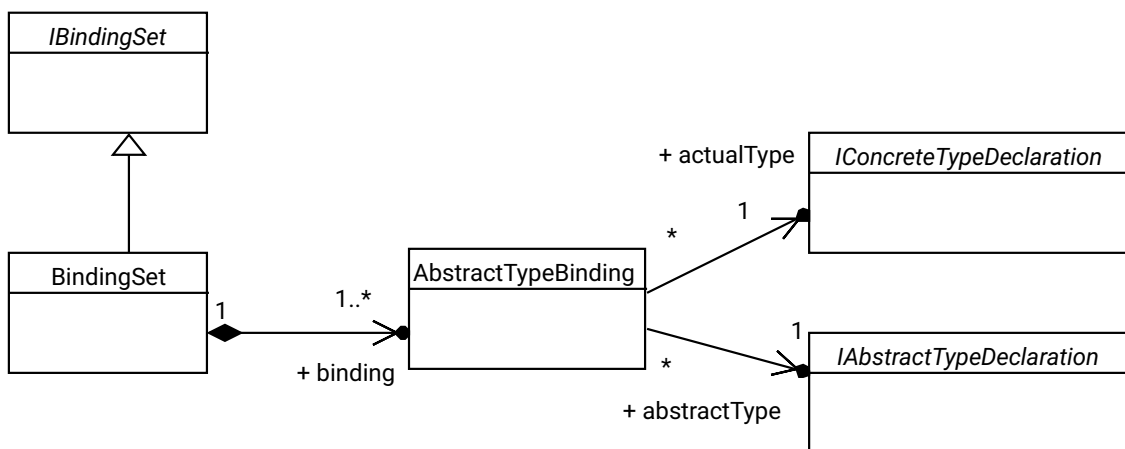 IBindingSet
+ actualType
IConcreteTypeDeclaration
1
*
BindingSet
AbstractTypeBinding
1
1..*
+ binding
1
*
IAbstractTypeDeclaration
+ abstractType